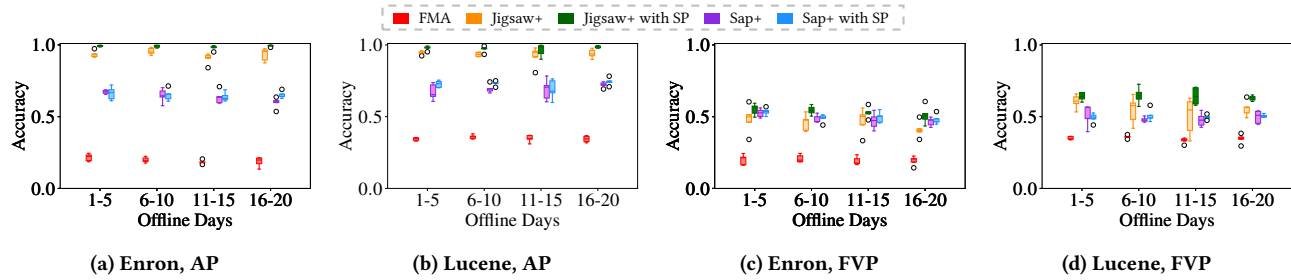 FMA Jigsaw+ Jigsaw+ with SP Sap+ Sap+ with SP
Accuracy
1.0
0.5
0.0
1-5 6-10 11-15 16-20
Offline Days
(a) Enron, AP
Accuracy
1.0
0.5
0.0
1-5 6-10 11-15 16-20
Offline Days
(b) Lucene, AP
Accuracy
1.0
0.5
0.0
1-5 6-10 11-15 16-20
Offline Days
(c) Enron, FVP
Accuracy
1.0
0.5
0.0
1-5 6-10 11-15 16-20
Offline Days
(d) Lucene, FVP